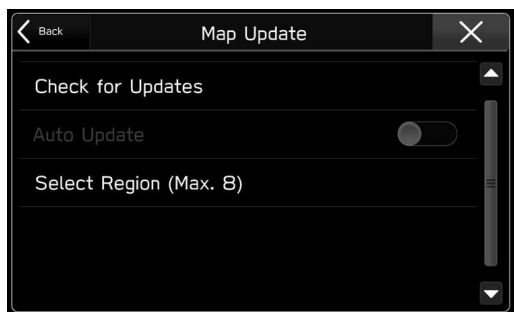 Back
Map Update
Check for Updates
Auto Update
Select Region (Max. 8)